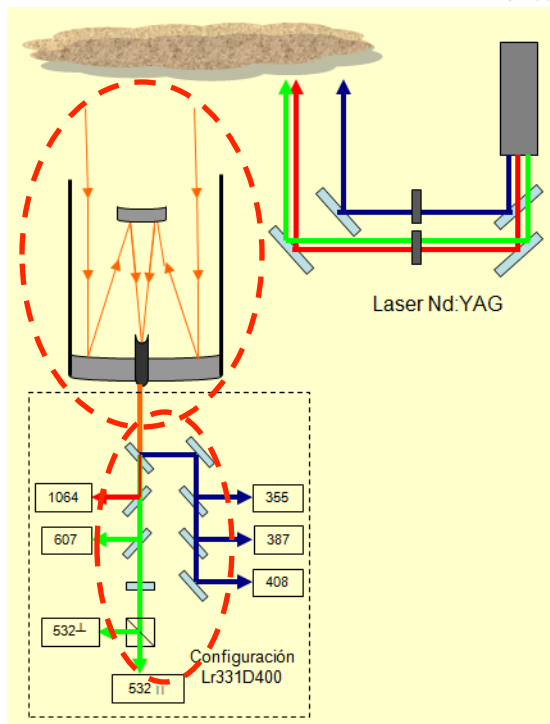 Laser Nd:YAG
1064
355
607
387
408
532 ⊥
Configuración
Lr331D400
532 ||